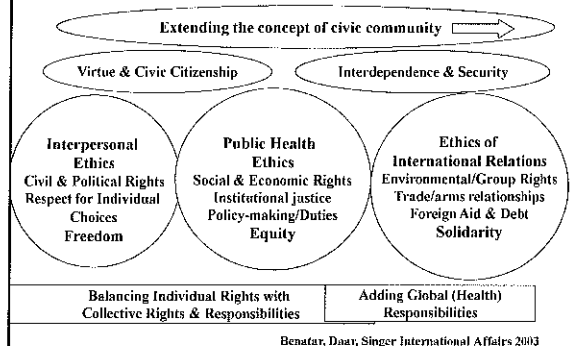 Extending the concept of civic community
Virtue & Civic Citizenship
Interdependence & Security
Interpersonal
Ethics
Civil & Political Rights
Respect for Individual
Choices
Freedom
Public Health
Ethics
Social & Economic Rights
Institutional justice
Policy-making/Duties
Equity
Ethics of
International Relations
Environmental/Group Rights
Trade/arms relationships
Foreign Aid & Debt
Solidarity
Balancing Individual Rights with
Collective Rights & Responsibilities
Adding Global (Health)
Responsibilities
Benatar, Daar, Singer International Affairs 2003